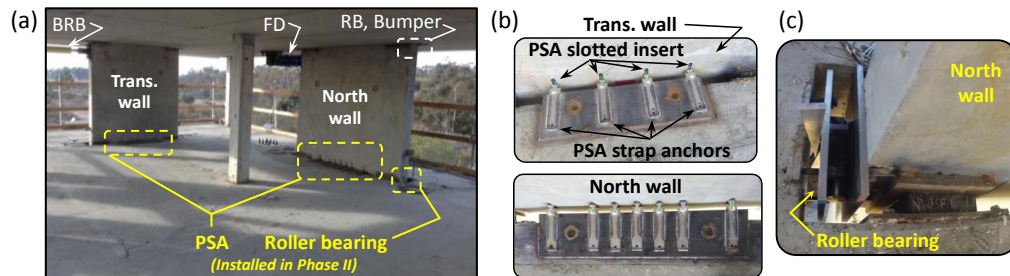 (a)
BRB
FD
RB, Bumper
Trans.
wall
North
wall
PSA
Roller bearing
(Installed in Phase II)
(b)
Trans. wall
PSA slotted insert
PSA strap anchors
North wall
(c)
North
wall
Roller bearing